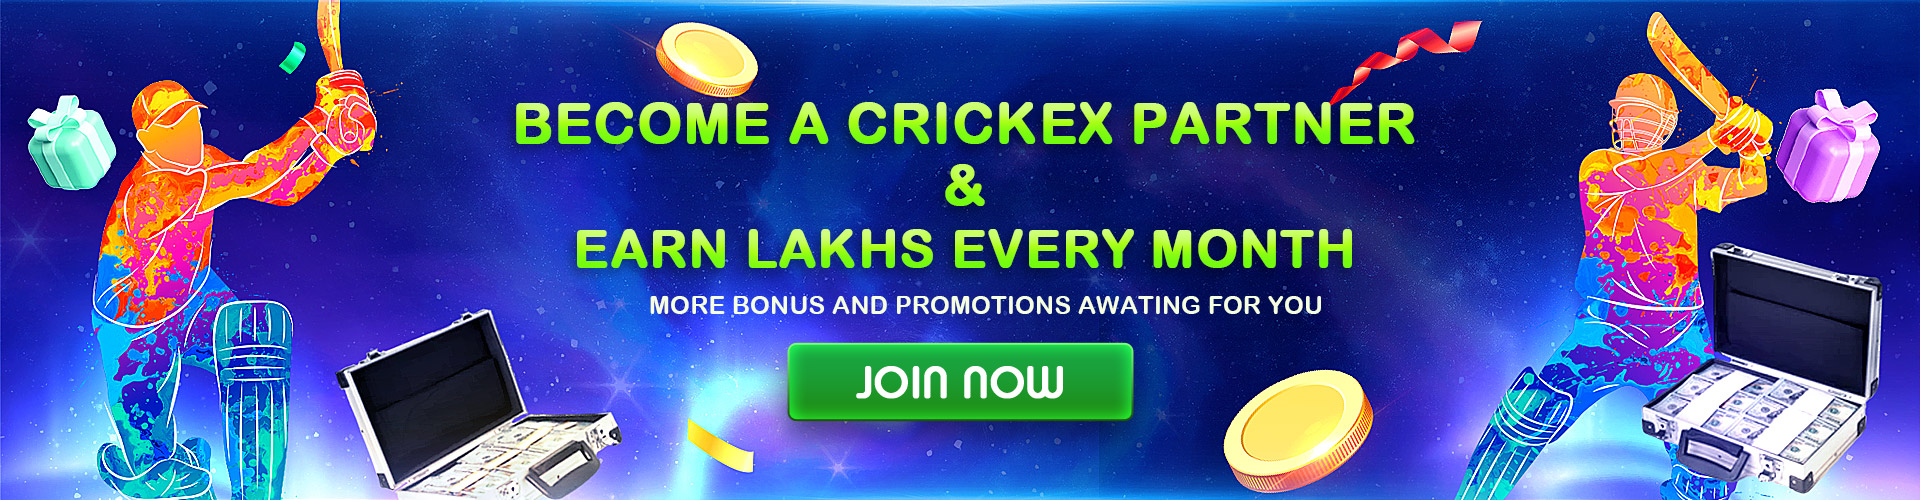 BECOME A CRICKEX PARTNER
&
EARN LAKHS EVERY MONTH
MORE BONUS AND PROMOTIONS AWATING FOR YOU
JOIN NOW